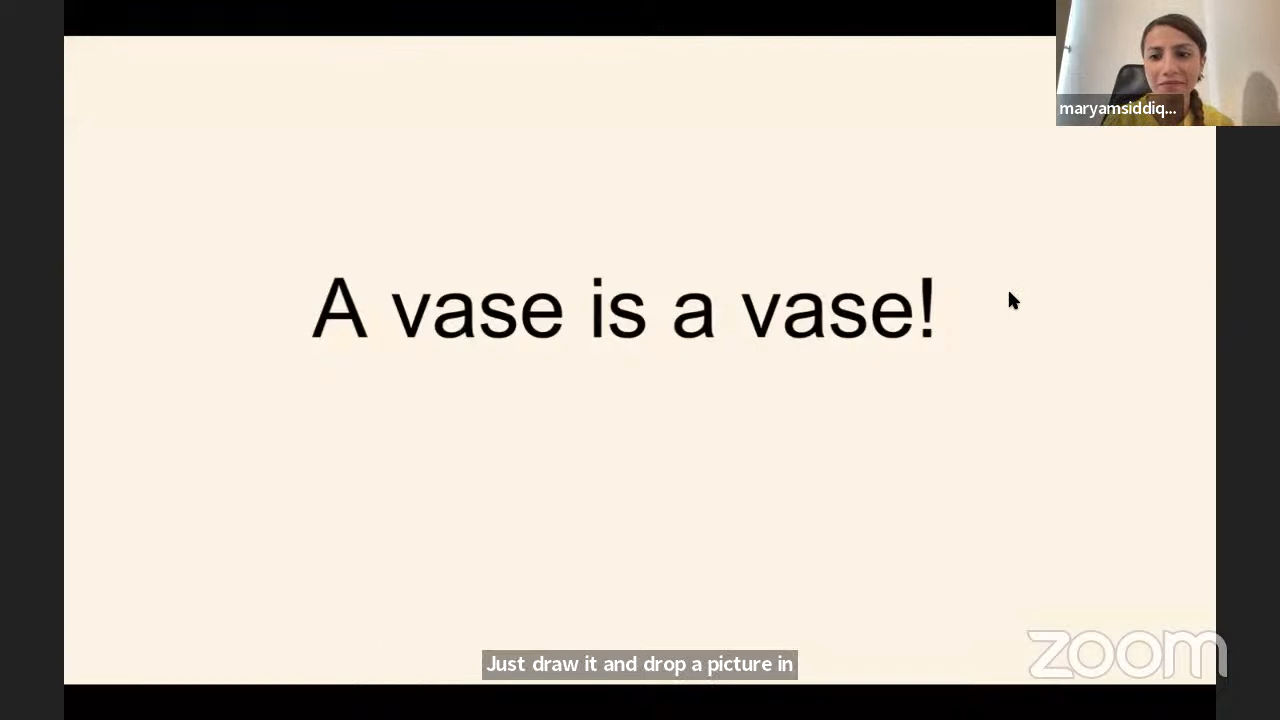 maryamsiddiq...
A vase is a vase!
Just draw it and drop a picture in
zoom